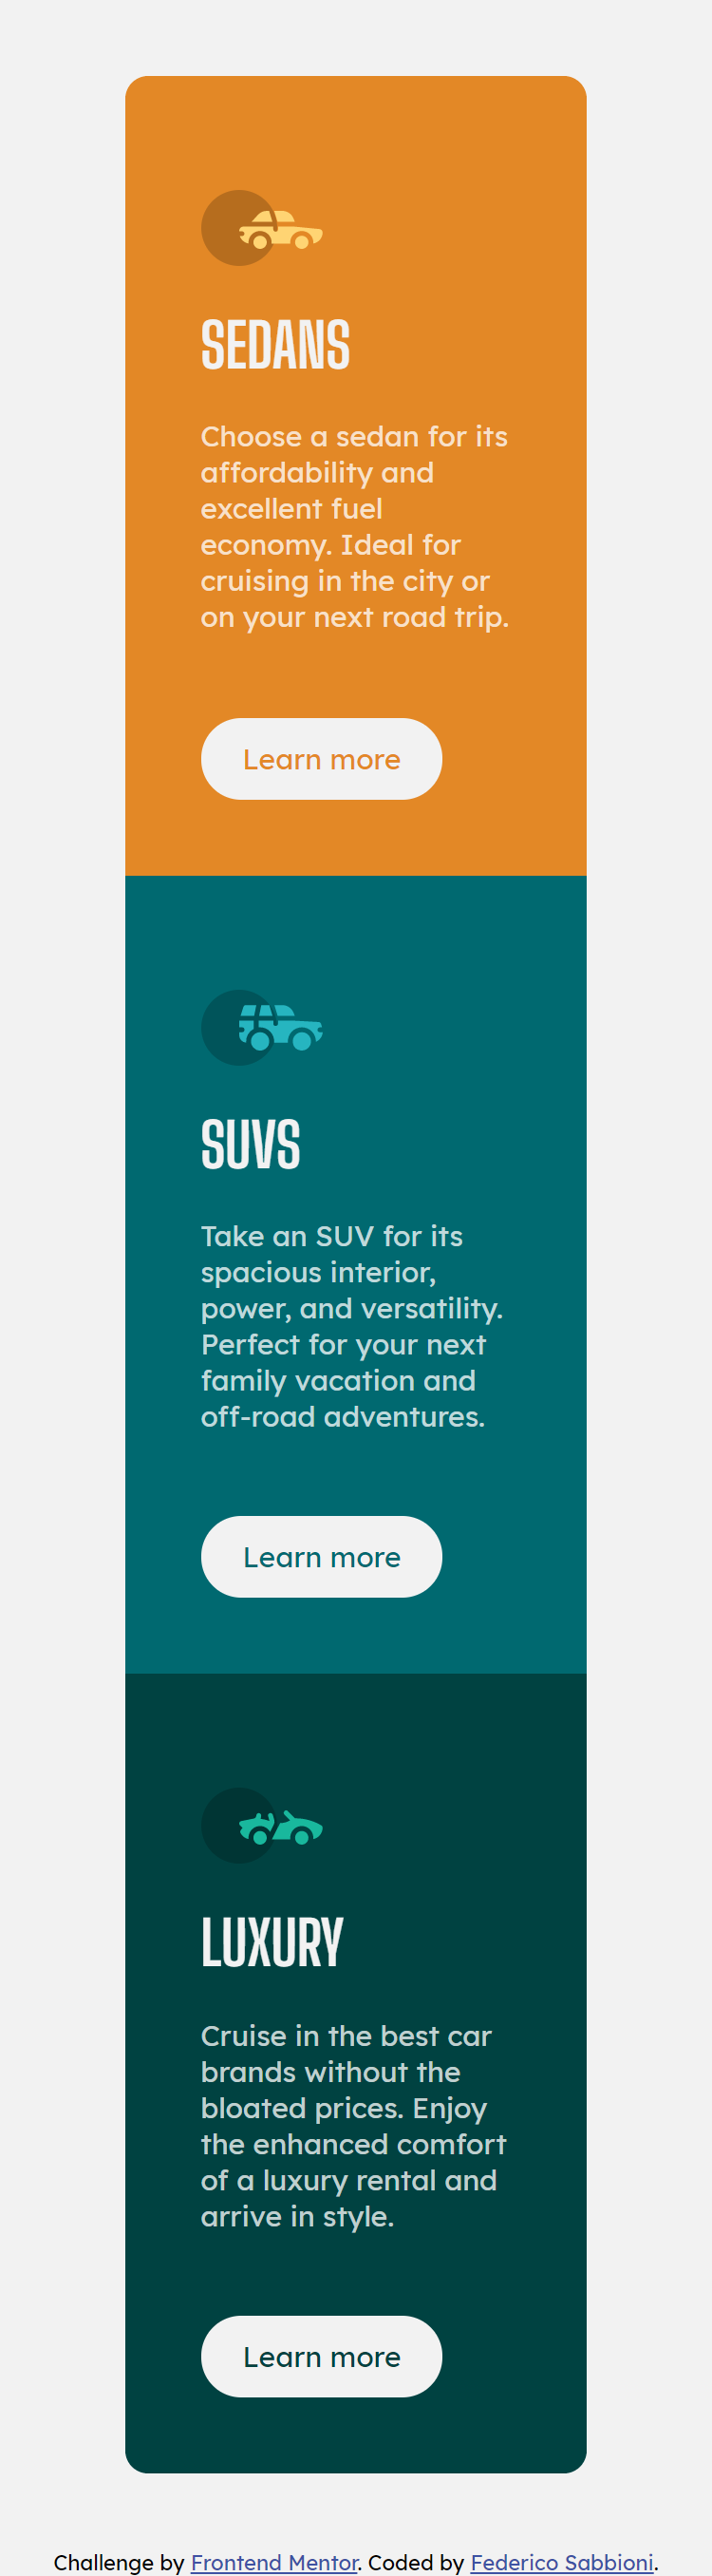 SEDANS
Choose a sedan for its
affordability and
excellent fuel
economy. Ideal for
cruising in the city or
on your next road trip.
Learn more
SUVS
Take an SUV for its
spacious interior,
power, and versatility.
Perfect for your next
family vacation and
off-road adventures.
Learn more
LUXURY
Cruise in the best car
brands without the
bloated prices. Enjoy
the enhanced comfort
of a luxury rental and
arrive in style.
Learn more
Challenge by Frontend Mentor. Coded by Federico Sabbioni.